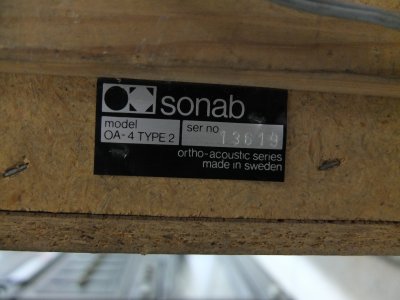 sonab
model
OA-4 TYPE 2
ser no
13619
ortho-acoustic series
made in sweden